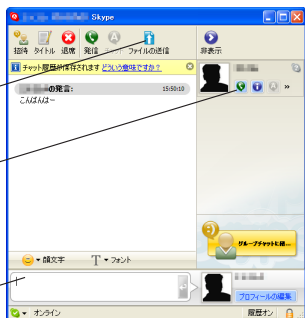 Skype
招待 タイトル 退席 発信 ファイルの送信 非表示
チャット履歴が保存されます どういう意味ですか?
の発言: 15:50:10
こんばんはー
グループチャットに招...
顔文字 フォント
プロフィールの編集
オンライン 履歴オン